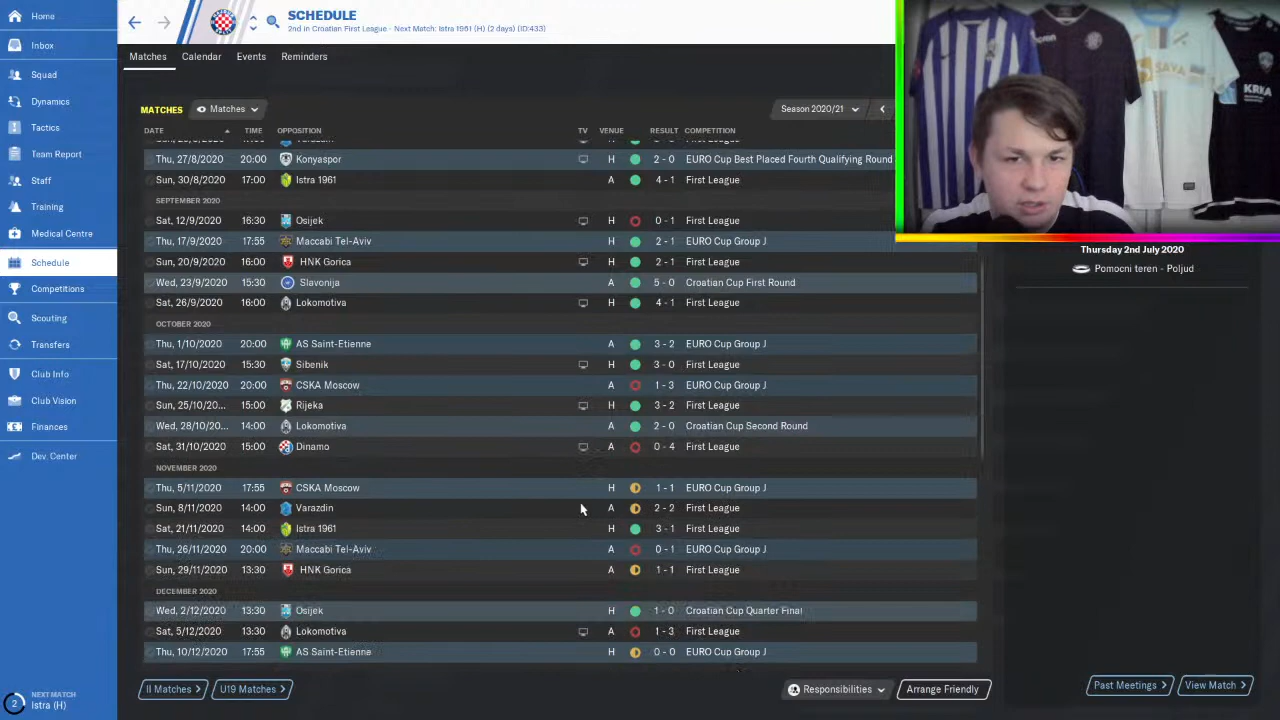 Home
Inbox
Squad
Dynamics
Tactics
Team Report
Staff
Training
Medical Centre
Schedule
Competitions
Scouting
Transfers
Club Info
Club Vision
Finances
Dev. Center
2 NEXT MATCH
Istra (H)
SCHEDULE
2nd in Croatian First League - Next Match: Istra 1961 (H) (2 days) (ID:433)
Matches Calendar Events Reminders
MATCHES Matches Season 2020/21
DATE TIME OPPOSITION TV VENUE RESULT COMPETITION
Thu, 27/8/2020 20:00 Konyaspor H 2 - 0 EURO Cup Best Placed Fourth Qualifying Round
Sun, 30/8/2020 17:00 Istra 1961 A 4 - 1 First League
SEPTEMBER 2020
Sat, 12/9/2020 16:30 Osijek H 0 - 1 First League
Thu, 17/9/2020 17:55 Maccabi Tel-Aviv H 2 - 1 EURO Cup Group J
Sun, 20/9/2020 16:00 HNK Gorica H 2 - 1 First League
Wed, 23/9/2020 15:30 Slavonija A 5 - 0 Croatian Cup First Round
Sat, 26/9/2020 16:00 Lokomotiva H 4 - 1 First League
OCTOBER 2020
Thu, 1/10/2020 20:00 AS Saint-Etienne A 3 - 2 EURO Cup Group J
Sat, 17/10/2020 15:30 Sibenik H 3 - 0 First League
Thu, 22/10/2020 20:00 CSKA Moscow A 1 - 3 EURO Cup Group J
Sun, 25/10/20... 15:00 Rijeka H 3 - 2 First League
Wed, 28/10/20... 14:00 Lokomotiva A 2 - 0 Croatian Cup Second Round
Sat, 31/10/2020 15:00 Dinamo A 0 - 4 First League
NOVEMBER 2020
Thu, 5/11/2020 17:55 CSKA Moscow H 1 - 1 EURO Cup Group J
Sun, 8/11/2020 14:00 Varazdin A 2 - 2 First League
Sat, 21/11/2020 14:00 Istra 1961 H 3 - 1 First League
Thu, 26/11/2020 20:00 Maccabi Tel-Aviv A 0 - 1 EURO Cup Group J
Sun, 29/11/2020 13:30 HNK Gorica A 1 - 1 First League
DECEMBER 2020
Wed, 2/12/2020 13:30 Osijek H 1 - 0 Croatian Cup Quarter Final
Sat, 5/12/2020 13:30 Lokomotiva A 1 - 3 First League
Thu, 10/12/2020 17:55 AS Saint-Etienne H 0 - 0 EURO Cup Group J
II Matches U19 Matches Responsibilities Arrange Friendly
SAVA
KRKA
Thursday 2nd July 2020
Pomocni teren - Poljud
Past Meetings View Match